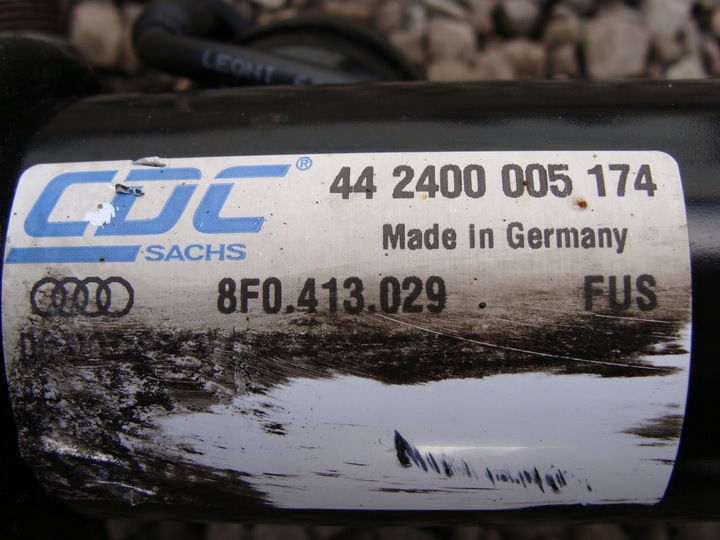 LEONI
CDC® 44 2400 005 174
SACHS Made in Germany
8F0.413.029 FUS